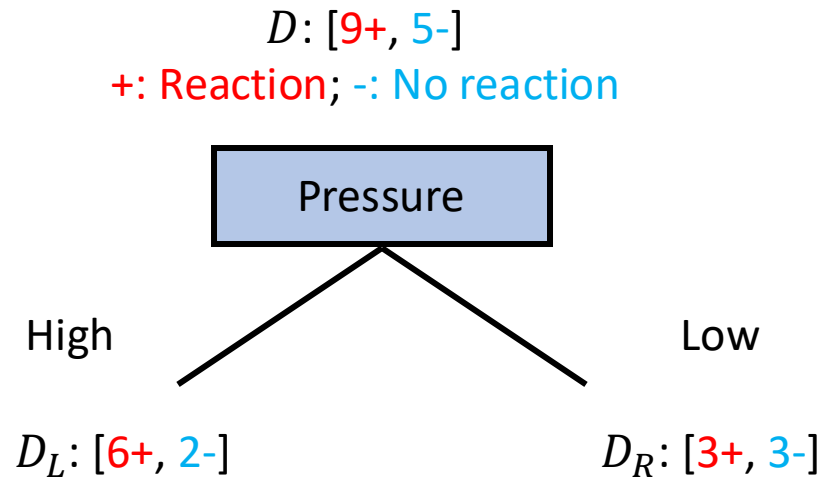 D: [9+, 5-]
+: Reaction; -: No reaction
Pressure
High
Low
D_L: [6+, 2-]
D_R: [3+, 3-]